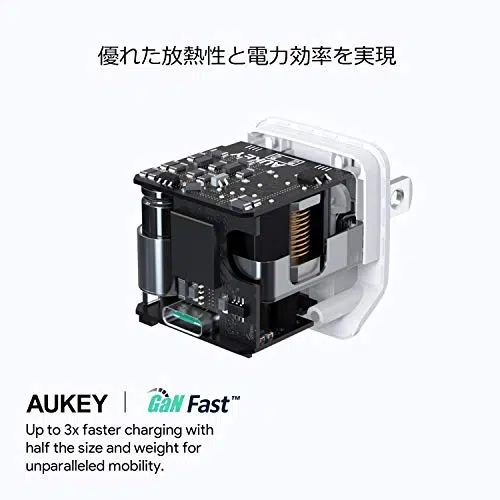 優れた放熱性と電力効率を実現
AUKEY
AUKEY | GaN Fast™
Up to 3x faster charging with
half the size and weight for
unparalleled mobility.